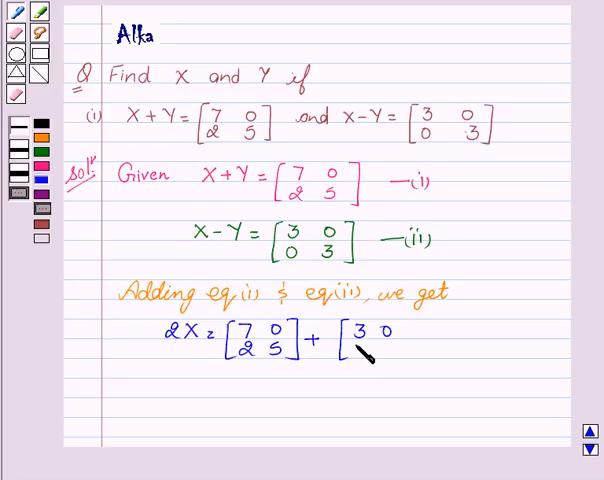 Alka
Q Find X and Y if
(i) X + Y = [7 0 and X - Y = [3 0
2 5] 0 3]
Solⁿ. Given X + Y = [7 0 —(i)
2 5]
X - Y = [3 0 —(ii)
0 3]
Adding eq(i) & eq(ii), we get
2X = [7 0 + [3 0
2 5]